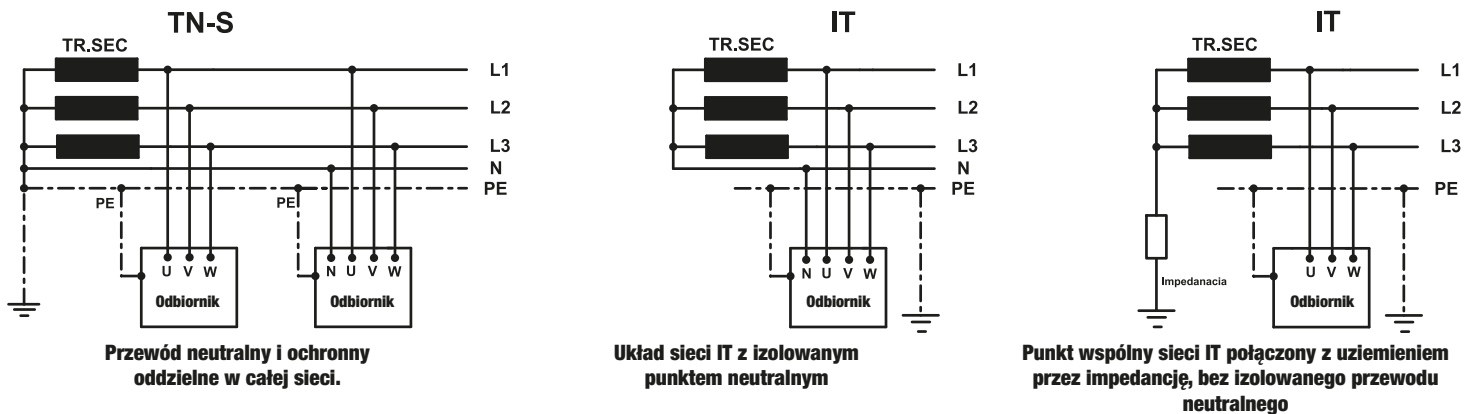 TN-S
TR.SEC
L1
L2
L3
N
PE
PE
PE
U V W
Odbiornik
N U V W
Odbiornik
Przewód neutralny i ochronny
oddzielne w całej sieci.
IT
TR.SEC
L1
L2
L3
N
PE
N U V W
Odbiornik
Układ sieci IT z izolowanym
punktem neutralnym
IT
TR.SEC
L1
L2
L3
PE
Impedanacia
U V W
Odbiornik
Punkt wspólny sieci IT połączony z uziemieniem
przez impedancję, bez izolowanego przewodu
neutralnego